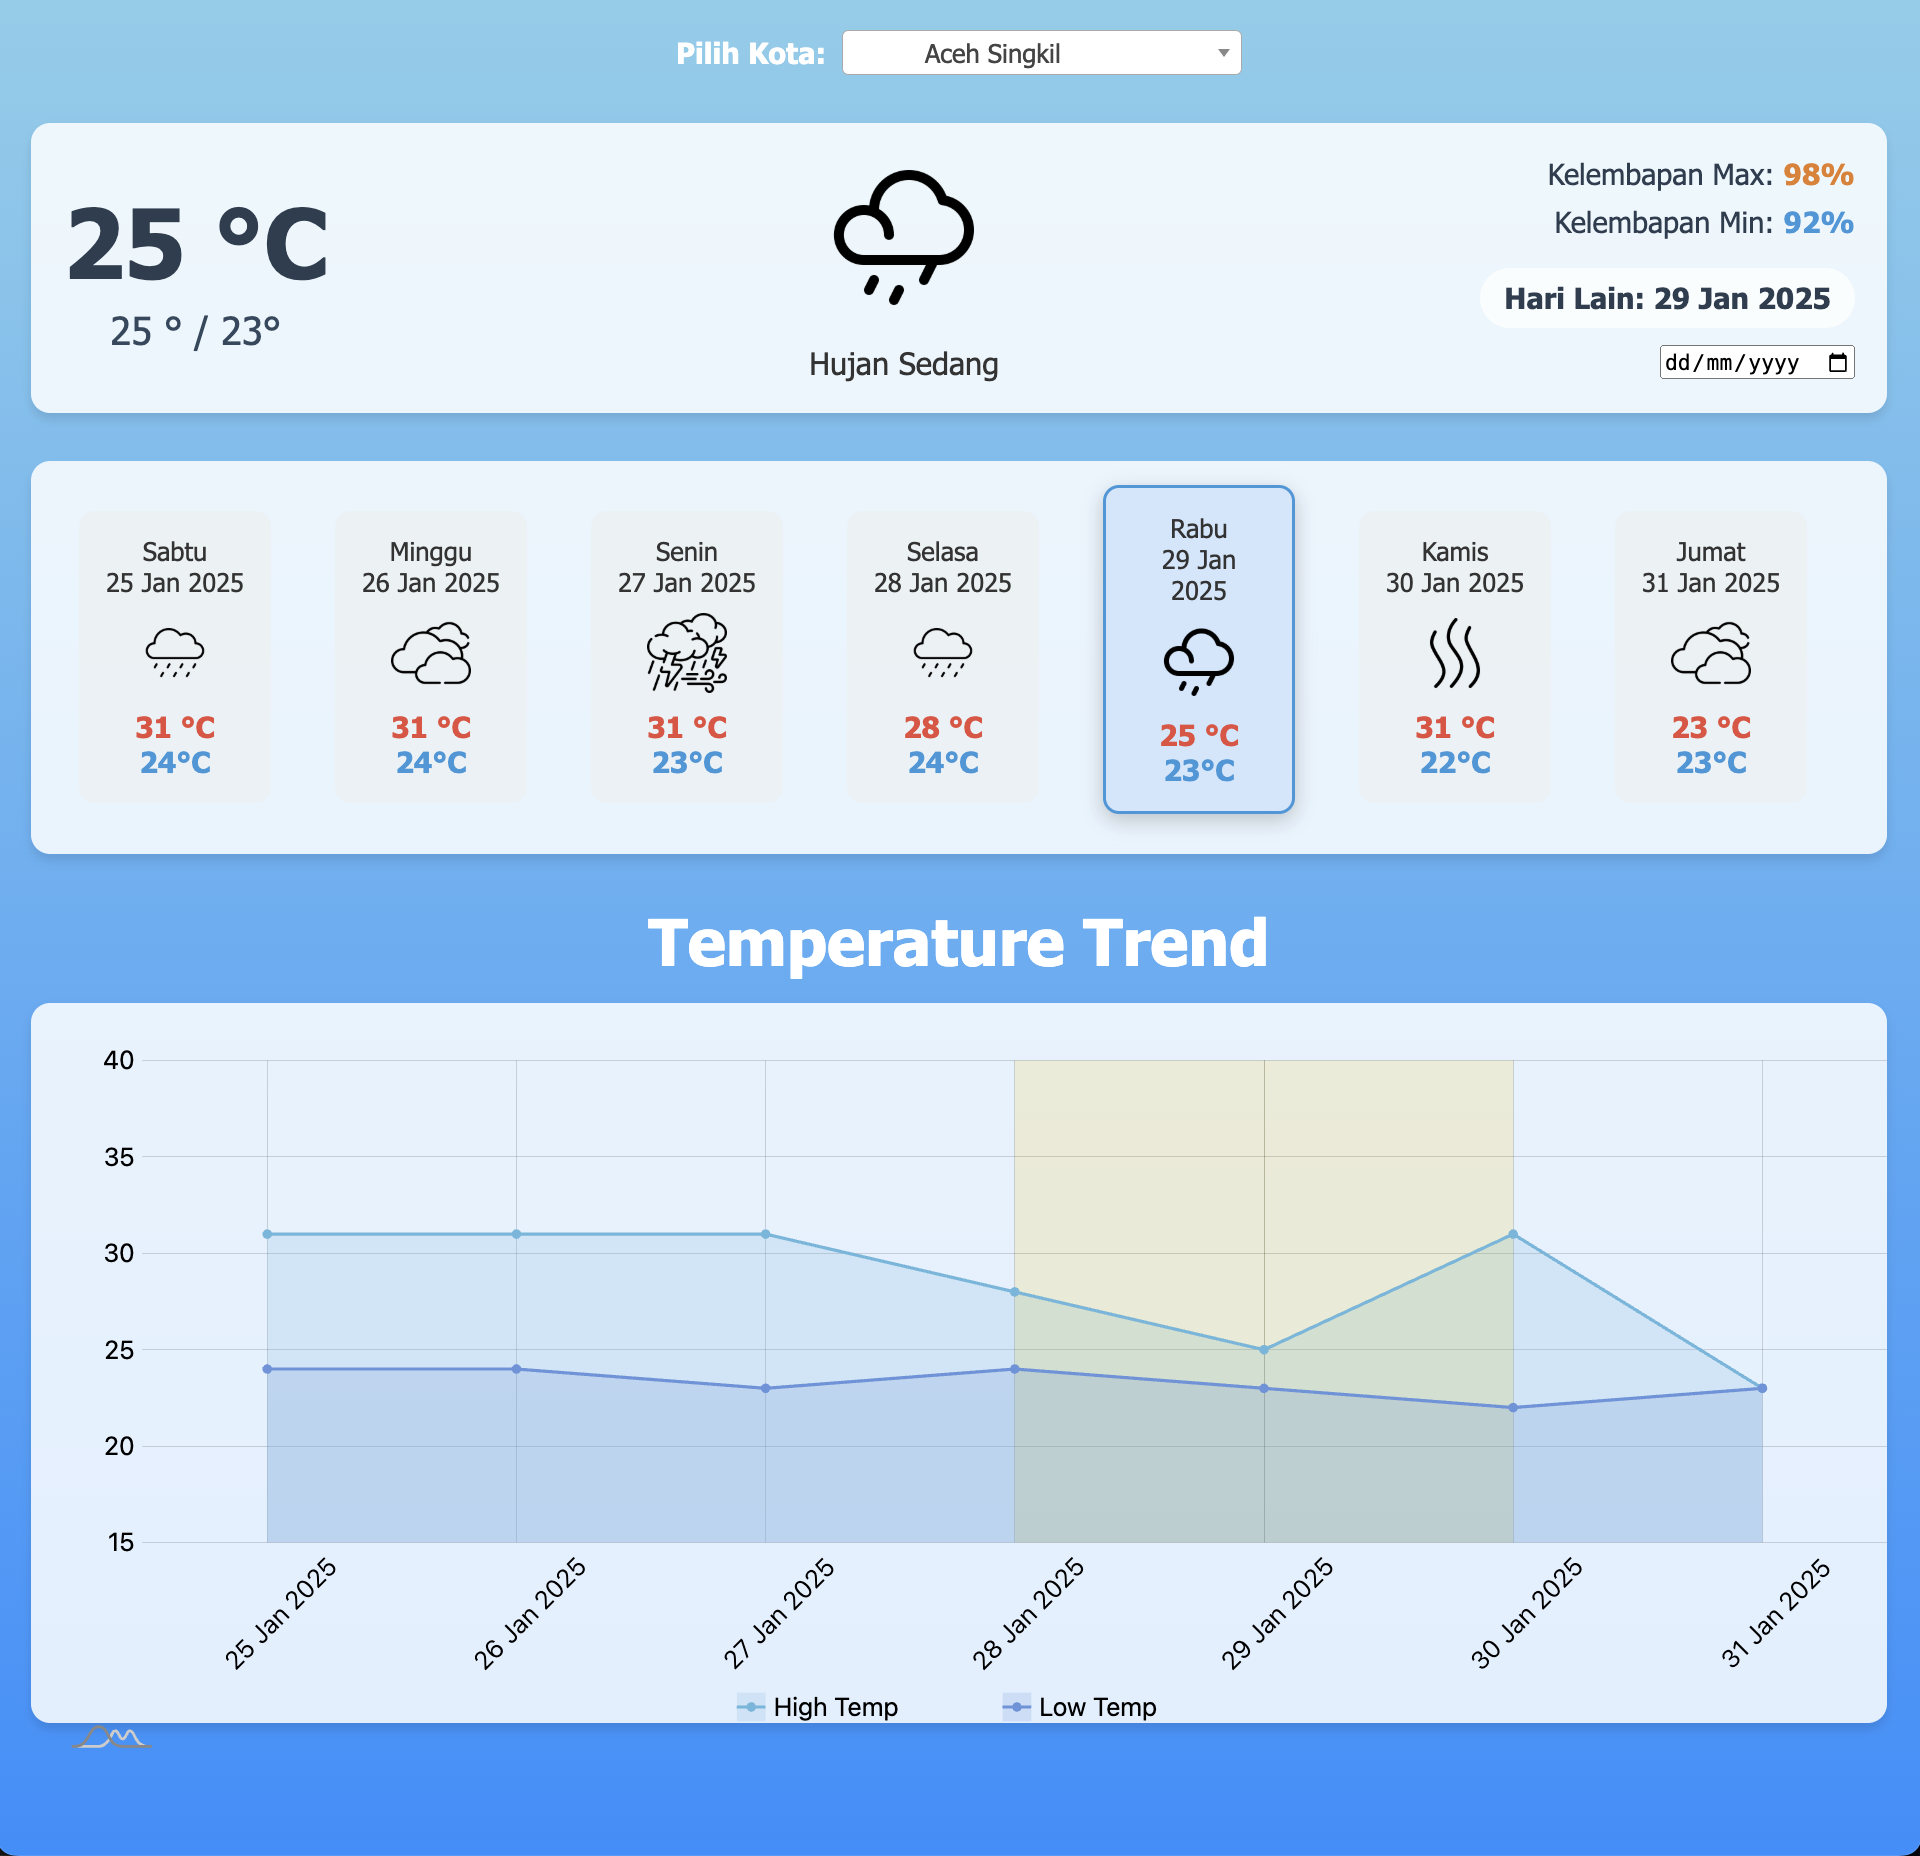 Pilih Kota: Aceh Singkil
25 °C
25 ° / 23°
Hujan Sedang
Kelembapan Max: 98%
Kelembapan Min: 92%
Hari Lain: 29 Jan 2025
dd/mm/yyyy
Sabtu
25 Jan 2025
31 °C
24°C
Minggu
26 Jan 2025
31 °C
24°C
Senin
27 Jan 2025
31 °C
23°C
Selasa
28 Jan 2025
28 °C
24°C
Rabu
29 Jan
2025
25 °C
23°C
Kamis
30 Jan 2025
31 °C
22°C
Jumat
31 Jan 2025
23 °C
23°C
Temperature Trend
40
35
30
25
20
15
25 Jan 2025
26 Jan 2025
27 Jan 2025
28 Jan 2025
29 Jan 2025
30 Jan 2025
31 Jan 2025
High Temp
Low Temp